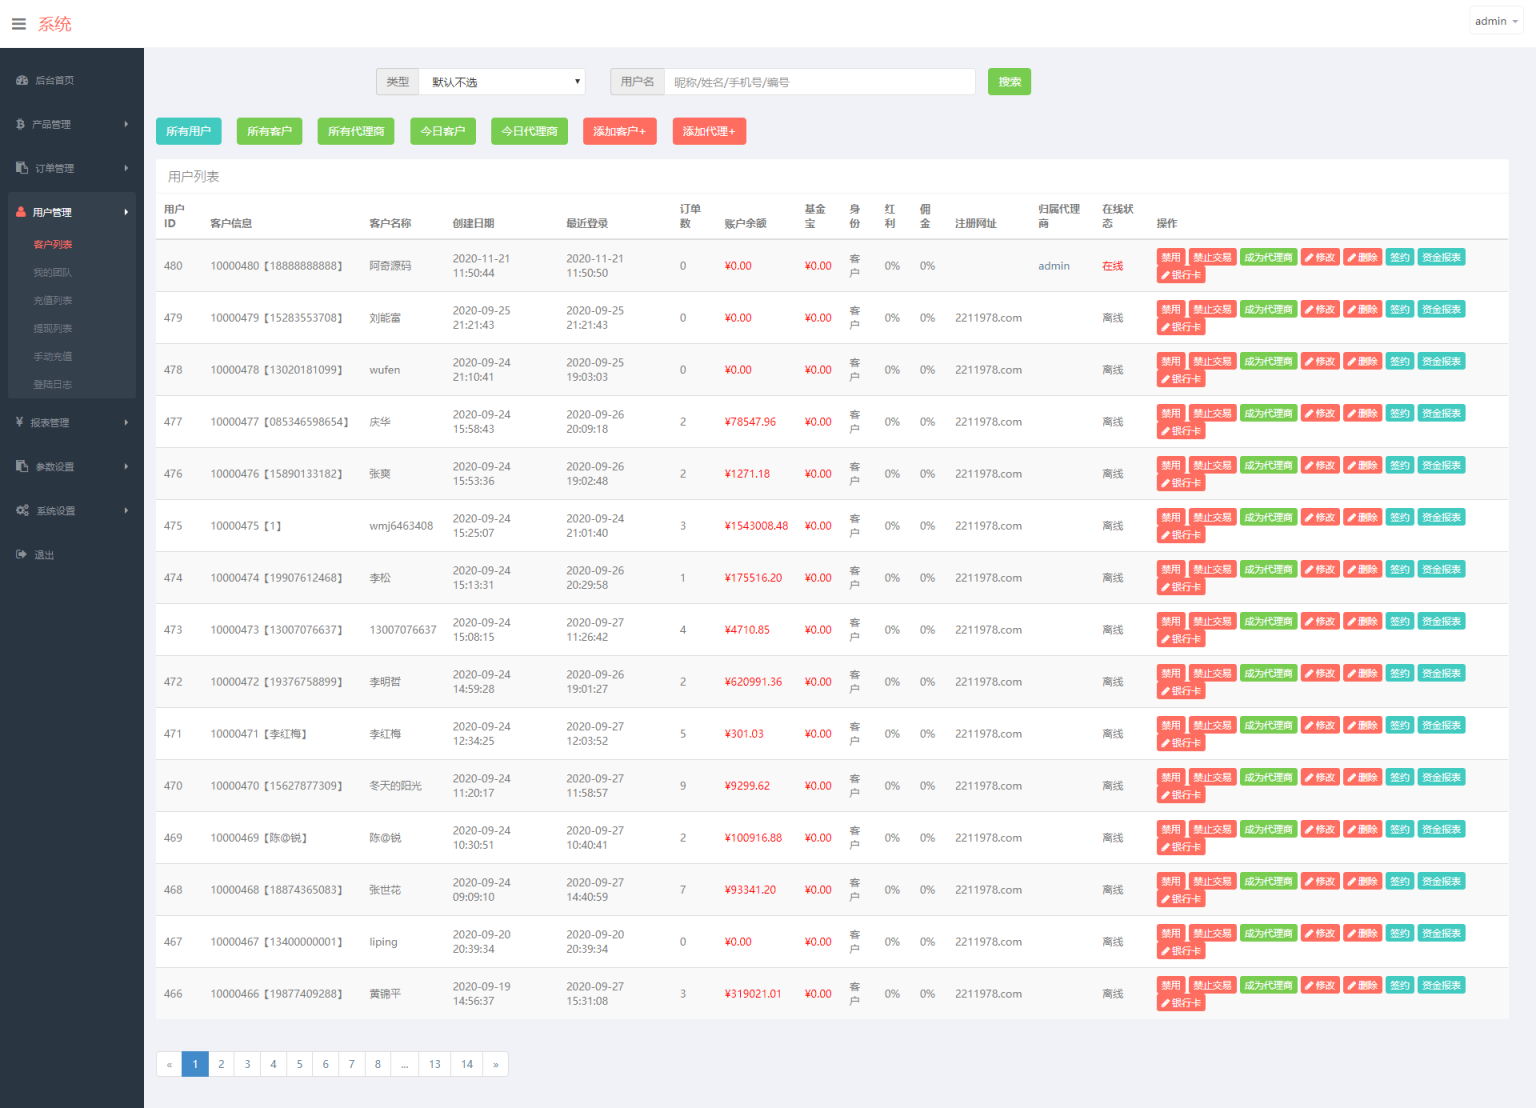 系统
admin
后台首页
产品管理
订单管理
用户管理
客户列表
我的团队
充值列表
提现列表
手动充值
登陆日志
报表管理
参数设置
系统设置
退出
类型 默认不选 用户名 昵称/姓名/手机号/编号 搜索
所有用户 所有客户 所有代理商 今日客户 今日代理商 添加客户+ 添加代理+
用户列表
用户ID 客户信息 客户名称 创建日期 最近登录 订单数 账户余额 基金宝 身份 红利 佣金 注册网址 归属代理商 在线状态 操作
480 10000480【18888888888】 阿奇源码 2020-11-21 11:50:44 2020-11-21 11:50:50 0 ¥0.00 ¥0.00 客户 0% 0% admin 在线 禁用 禁止交易 成为代理商 修改 删除 签约 资金报表 银行卡
479 10000479【15283553708】 刘能富 2020-09-25 21:21:43 2020-09-25 21:21:43 0 ¥0.00 ¥0.00 客户 0% 0% 2211978.com 离线 禁用 禁止交易 成为代理商 修改 删除 签约 资金报表 银行卡
478 10000478【13020181099】 wufen 2020-09-24 21:10:41 2020-09-25 19:03:03 0 ¥0.00 ¥0.00 客户 0% 0% 2211978.com 离线 禁用 禁止交易 成为代理商 修改 删除 签约 资金报表 银行卡
477 10000477【085346598654】 庆华 2020-09-24 15:58:43 2020-09-26 20:09:18 2 ¥78547.96 ¥0.00 客户 0% 0% 2211978.com 离线 禁用 禁止交易 成为代理商 修改 删除 签约 资金报表 银行卡
476 10000476【15890133182】 张爽 2020-09-24 15:53:36 2020-09-26 19:02:48 2 ¥1271.18 ¥0.00 客户 0% 0% 2211978.com 离线 禁用 禁止交易 成为代理商 修改 删除 签约 资金报表 银行卡
475 10000475【1】 wmj6463408 2020-09-24 15:25:07 2020-09-24 21:01:40 3 ¥1543008.48 ¥0.00 客户 0% 0% 2211978.com 离线 禁用 禁止交易 成为代理商 修改 删除 签约 资金报表 银行卡
474 10000474【19907612468】 李松 2020-09-24 15:13:31 2020-09-26 20:29:58 1 ¥175516.20 ¥0.00 客户 0% 0% 2211978.com 离线 禁用 禁止交易 成为代理商 修改 删除 签约 资金报表 银行卡
473 10000473【13007076637】 13007076637 2020-09-24 15:08:15 2020-09-27 11:26:42 4 ¥4710.85 ¥0.00 客户 0% 0% 2211978.com 离线 禁用 禁止交易 成为代理商 修改 删除 签约 资金报表 银行卡
472 10000472【19376758899】 李明哲 2020-09-24 14:59:28 2020-09-26 19:01:27 2 ¥620991.36 ¥0.00 客户 0% 0% 2211978.com 离线 禁用 禁止交易 成为代理商 修改 删除 签约 资金报表 银行卡
471 10000471【李红梅】 李红梅 2020-09-24 12:34:25 2020-09-27 12:03:52 5 ¥301.03 ¥0.00 客户 0% 0% 2211978.com 离线 禁用 禁止交易 成为代理商 修改 删除 签约 资金报表 银行卡
470 10000470【15627877309】 冬天的阳光 2020-09-24 11:20:17 2020-09-27 11:58:57 9 ¥9299.62 ¥0.00 客户 0% 0% 2211978.com 离线 禁用 禁止交易 成为代理商 修改 删除 签约 资金报表 银行卡
469 10000469【陈@锐】 陈@锐 2020-09-24 10:30:51 2020-09-27 10:40:41 2 ¥100916.88 ¥0.00 客户 0% 0% 2211978.com 离线 禁用 禁止交易 成为代理商 修改 删除 签约 资金报表 银行卡
468 10000468【18874365083】 张世花 2020-09-24 09:09:10 2020-09-27 14:40:59 7 ¥93341.20 ¥0.00 客户 0% 0% 2211978.com 离线 禁用 禁止交易 成为代理商 修改 删除 签约 资金报表 银行卡
467 10000467【13400000001】 liping 2020-09-20 20:39:34 2020-09-20 20:39:34 0 ¥0.00 ¥0.00 客户 0% 0% 2211978.com 离线 禁用 禁止交易 成为代理商 修改 删除 签约 资金报表 银行卡
466 10000466【19877409288】 黄锦平 2020-09-19 14:56:37 2020-09-27 15:31:08 3 ¥319021.01 ¥0.00 客户 0% 0% 2211978.com 离线 禁用 禁止交易 成为代理商 修改 删除 签约 资金报表 银行卡
« 1 2 3 4 5 6 7 8 ... 13 14 »